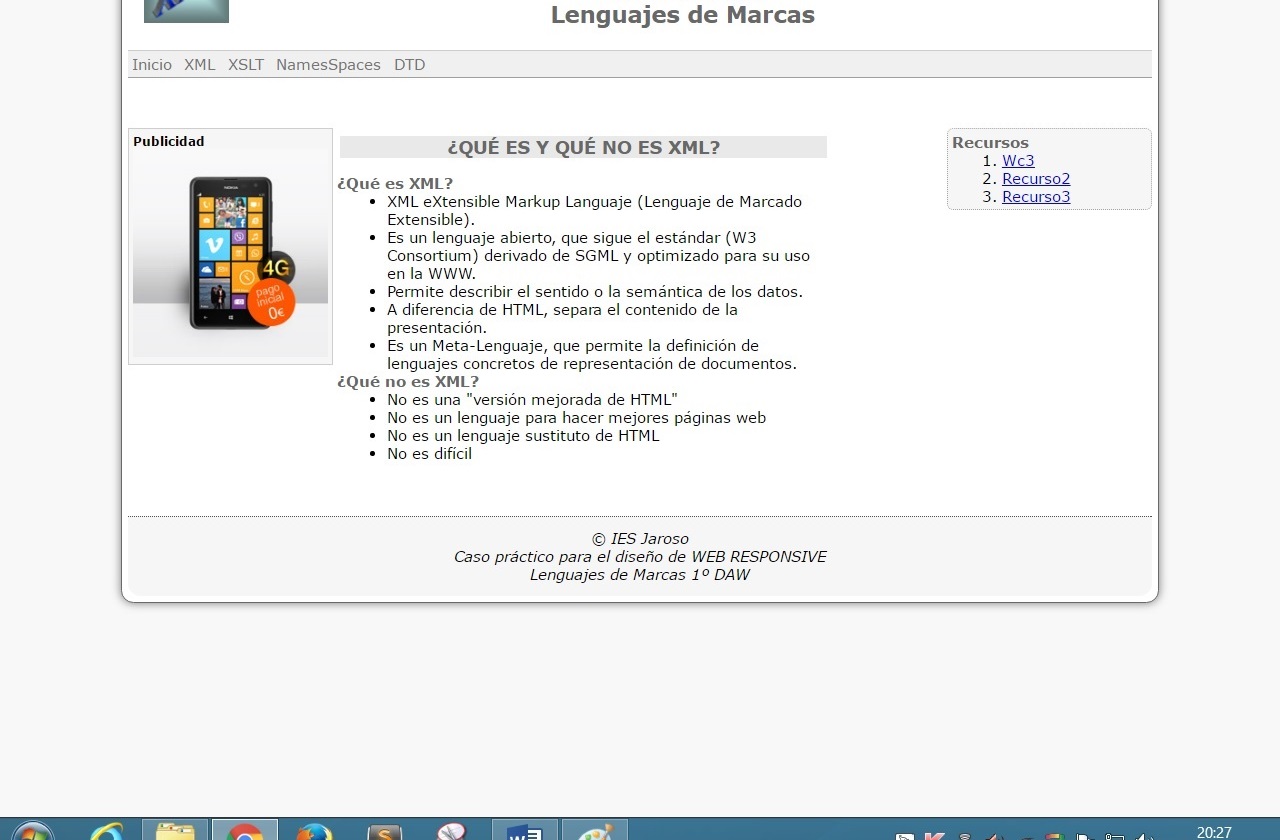 Lenguajes de Marcas
Inicio XML XSLT NamesSpaces DTD
Publicidad
NOKIA
4G
pago
inicial
0€
¿QUÉ ES Y QUÉ NO ES XML?
¿Qué es XML?
• XML eXtensible Markup Languaje (Lenguaje de Marcado
Extensible).
• Es un lenguaje abierto, que sigue el estándar (W3
Consortium) derivado de SGML y optimizado para su uso
en la WWW.
• Permite describir el sentido o la semántica de los datos.
• A diferencia de HTML, separa el contenido de la
presentación.
• Es un Meta-Lenguaje, que permite la definición de
lenguajes concretos de representación de documentos.
¿Qué no es XML?
• No es una "versión mejorada de HTML"
• No es un lenguaje para hacer mejores páginas web
• No es un lenguaje sustituto de HTML
• No es difícil
Recursos
1. Wc3
2. Recurso2
3. Recurso3
© IES Jaroso
Caso práctico para el diseño de WEB RESPONSIVE
Lenguajes de Marcas 1º DAW
20:27